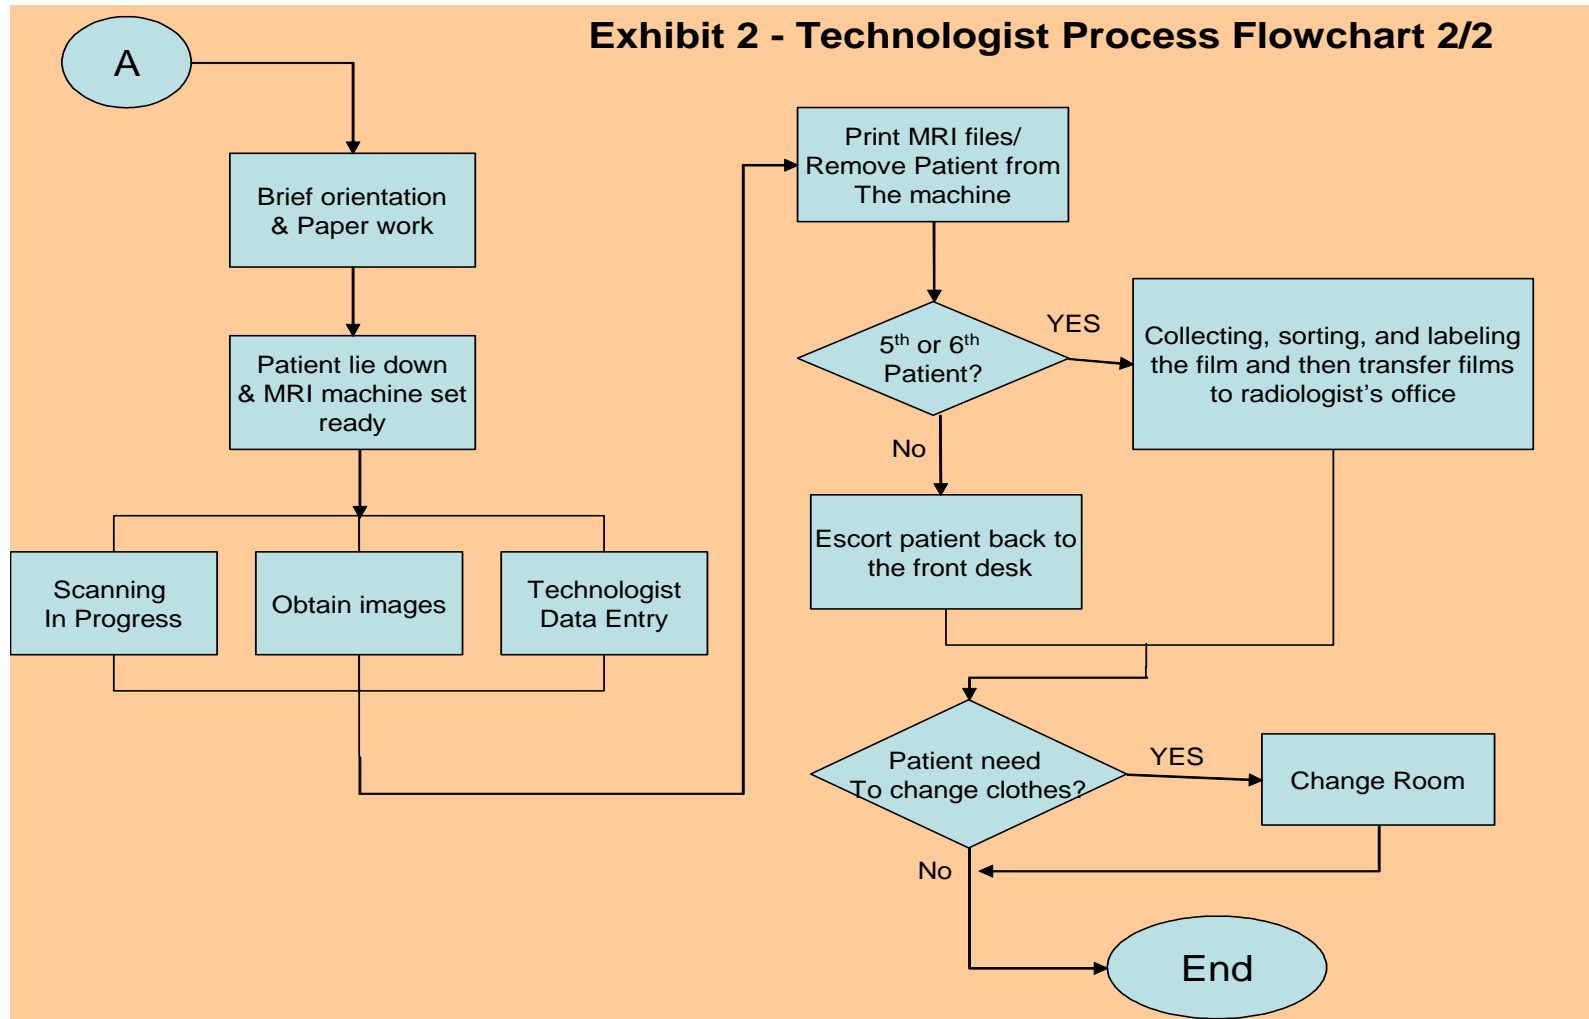 Exhibit 2 - Technologist Process Flowchart 2/2
A
Brief orientation
& Paper work
Patient lie down
& MRI machine set
ready
Scanning
In Progress
Obtain images
Technologist
Data Entry
Print MRI files/
Remove Patient from
The machine
5th or 6th
Patient?
YES
Collecting, sorting, and labeling
the film and then transfer films
to radiologist's office
No
Escort patient back to
the front desk
Patient need
To change clothes?
YES
Change Room
No
End